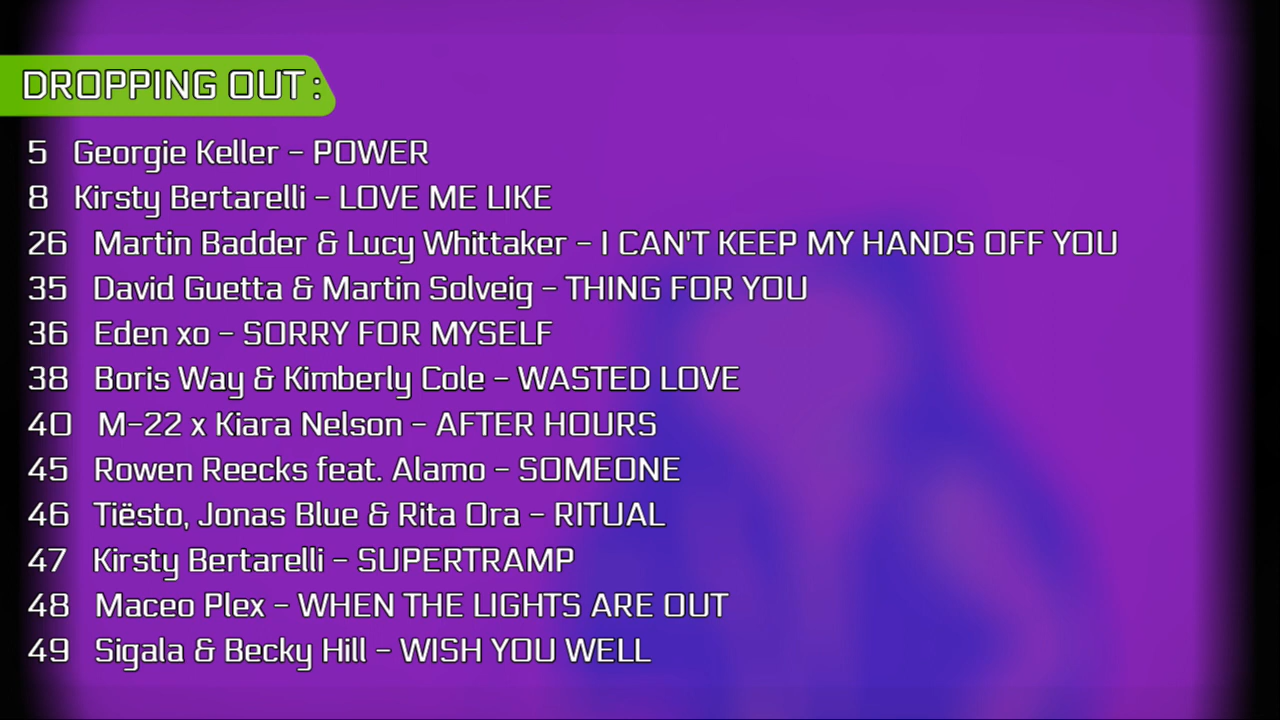 DROPPING OUT :
5 Georgie Keller - POWER
8 Kirsty Bertarelli - LOVE ME LIKE
26 Martin Badder & Lucy Whittaker - I CAN'T KEEP MY HANDS OFF YOU
35 David Guetta & Martin Solveig - THING FOR YOU
36 Eden xo - SORRY FOR MYSELF
38 Boris Way & Kimberly Cole - WASTED LOVE
40 M-22 x Kiara Nelson - AFTER HOURS
45 Rowen Reecks feat. Alamo - SOMEONE
46 Tiësto, Jonas Blue & Rita Ora - RITUAL
47 Kirsty Bertarelli - SUPERTRAMP
48 Maceo Plex - WHEN THE LIGHTS ARE OUT
49 Sigala & Becky Hill - WISH YOU WELL